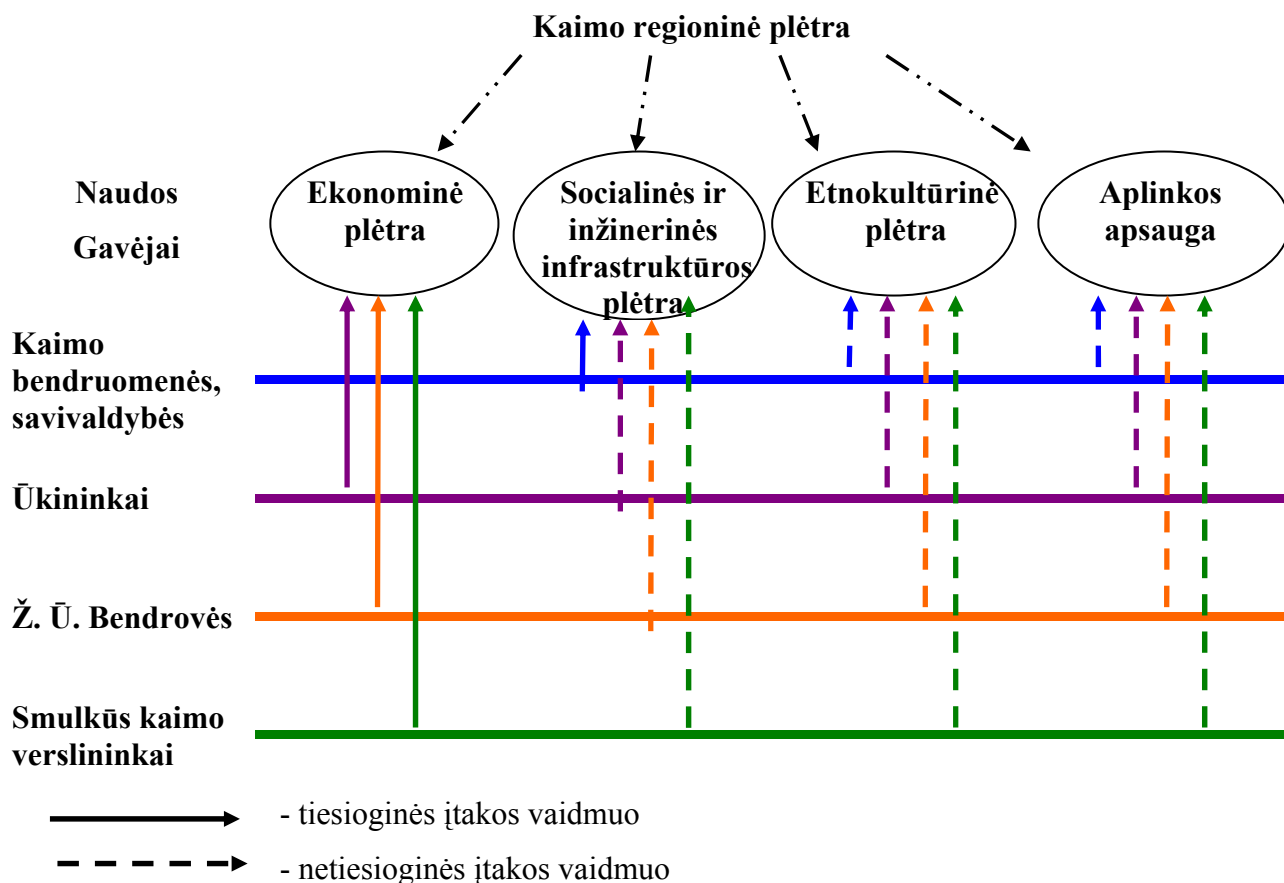 Kaimo regioninė plėtra
Naudos
Gavėjai
Ekonominė
plėtra
Socialinės ir
inžinerinės
infrastruktūros
plėtra
Etnokultūrinė
plėtra
Aplinkos
apsauga
Kaimo
bendruomenės,
savivaldybės
Ūkininkai
Ž. Ū. Bendrovės
Smulkūs kaimo
verslininkai
- tiesioginės įtakos vaidmuo
- netiesioginės įtakos vaidmuo